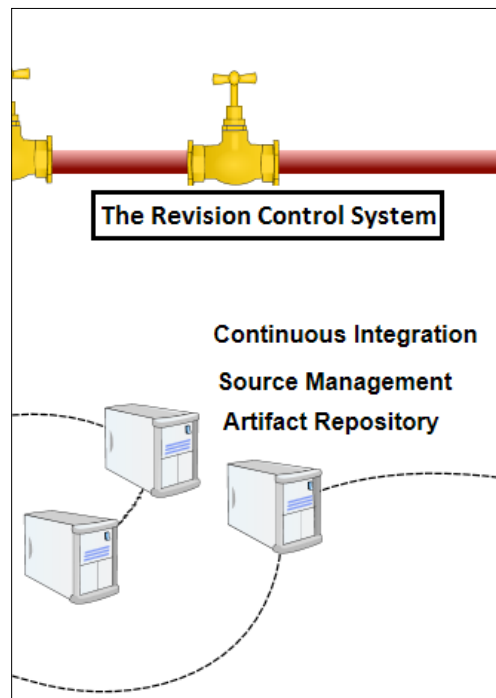 The Revision Control System
Continuous Integration
Source Management
Artifact Repository